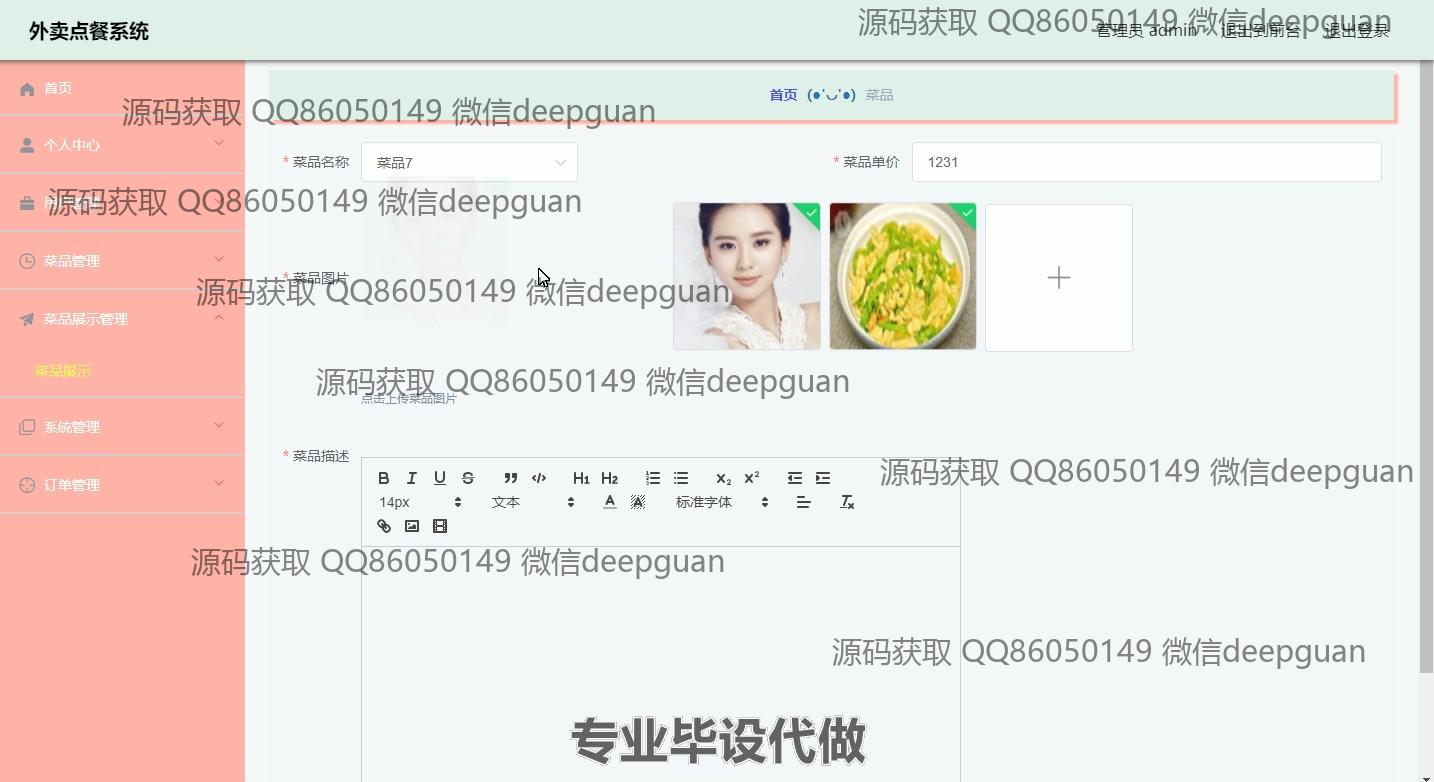 外卖点餐系统
管理员 admin 退出到前台 退出登录
源码获取 QQ86050149 微信deepguan
首页
首页 (●'◡'●) 菜品
源码获取 QQ86050149 微信deepguan
个人中心
* 菜品名称 菜品7
* 菜品单价 1231
源码获取 QQ86050149 微信deepguan
菜品管理
* 菜品图片
源码获取 QQ86050149 微信deepguan
菜品展示管理
菜品展示
源码获取 QQ86050149 微信deepguan
点击上传菜品图片
系统管理
* 菜品描述
源码获取 QQ86050149 微信deepguan
订单管理
B I U S H1 H2 X2 X2
14px 文本 A A 标准字体 Tx
源码获取 QQ86050149 微信deepguan
源码获取 QQ86050149 微信deepguan
专业毕设代做